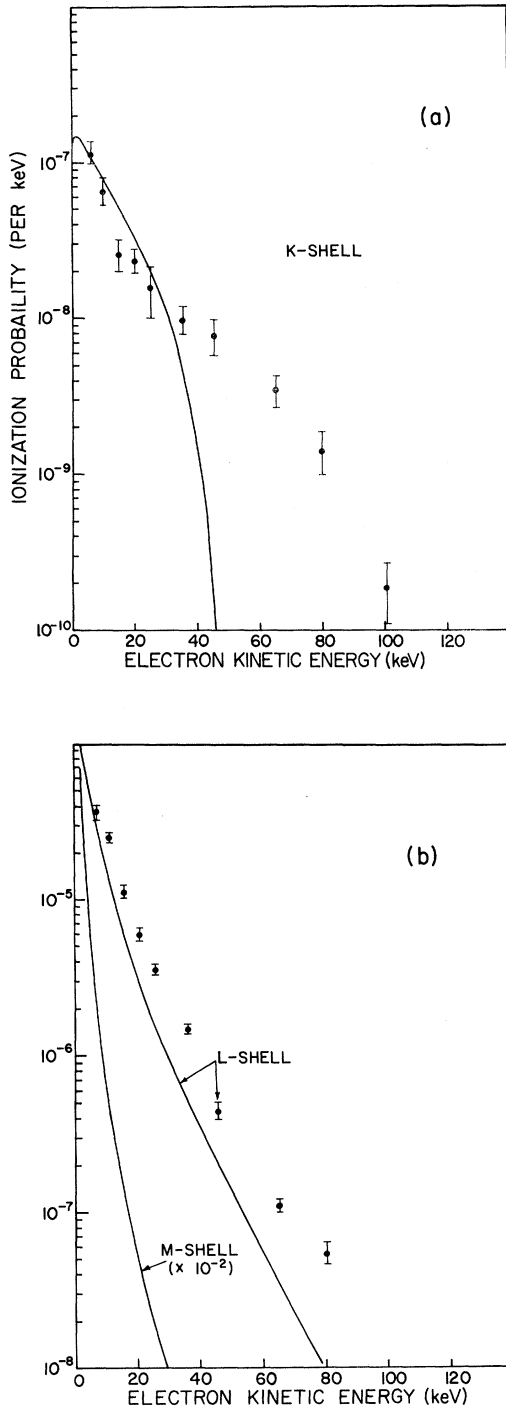 (a)
IONIZATION PROBAILITY (PER keV)
10⁻⁷
10⁻⁸
10⁻⁹
10⁻¹⁰
K-SHELL
0 20 40 60 80 100 120
ELECTRON KINETIC ENERGY (keV)
(b)
10⁻⁵
10⁻⁶
10⁻⁷
10⁻⁸
L-SHELL
M-SHELL
(× 10⁻²)
0 20 40 60 80 100 120
ELECTRON KINETIC ENERGY (keV)